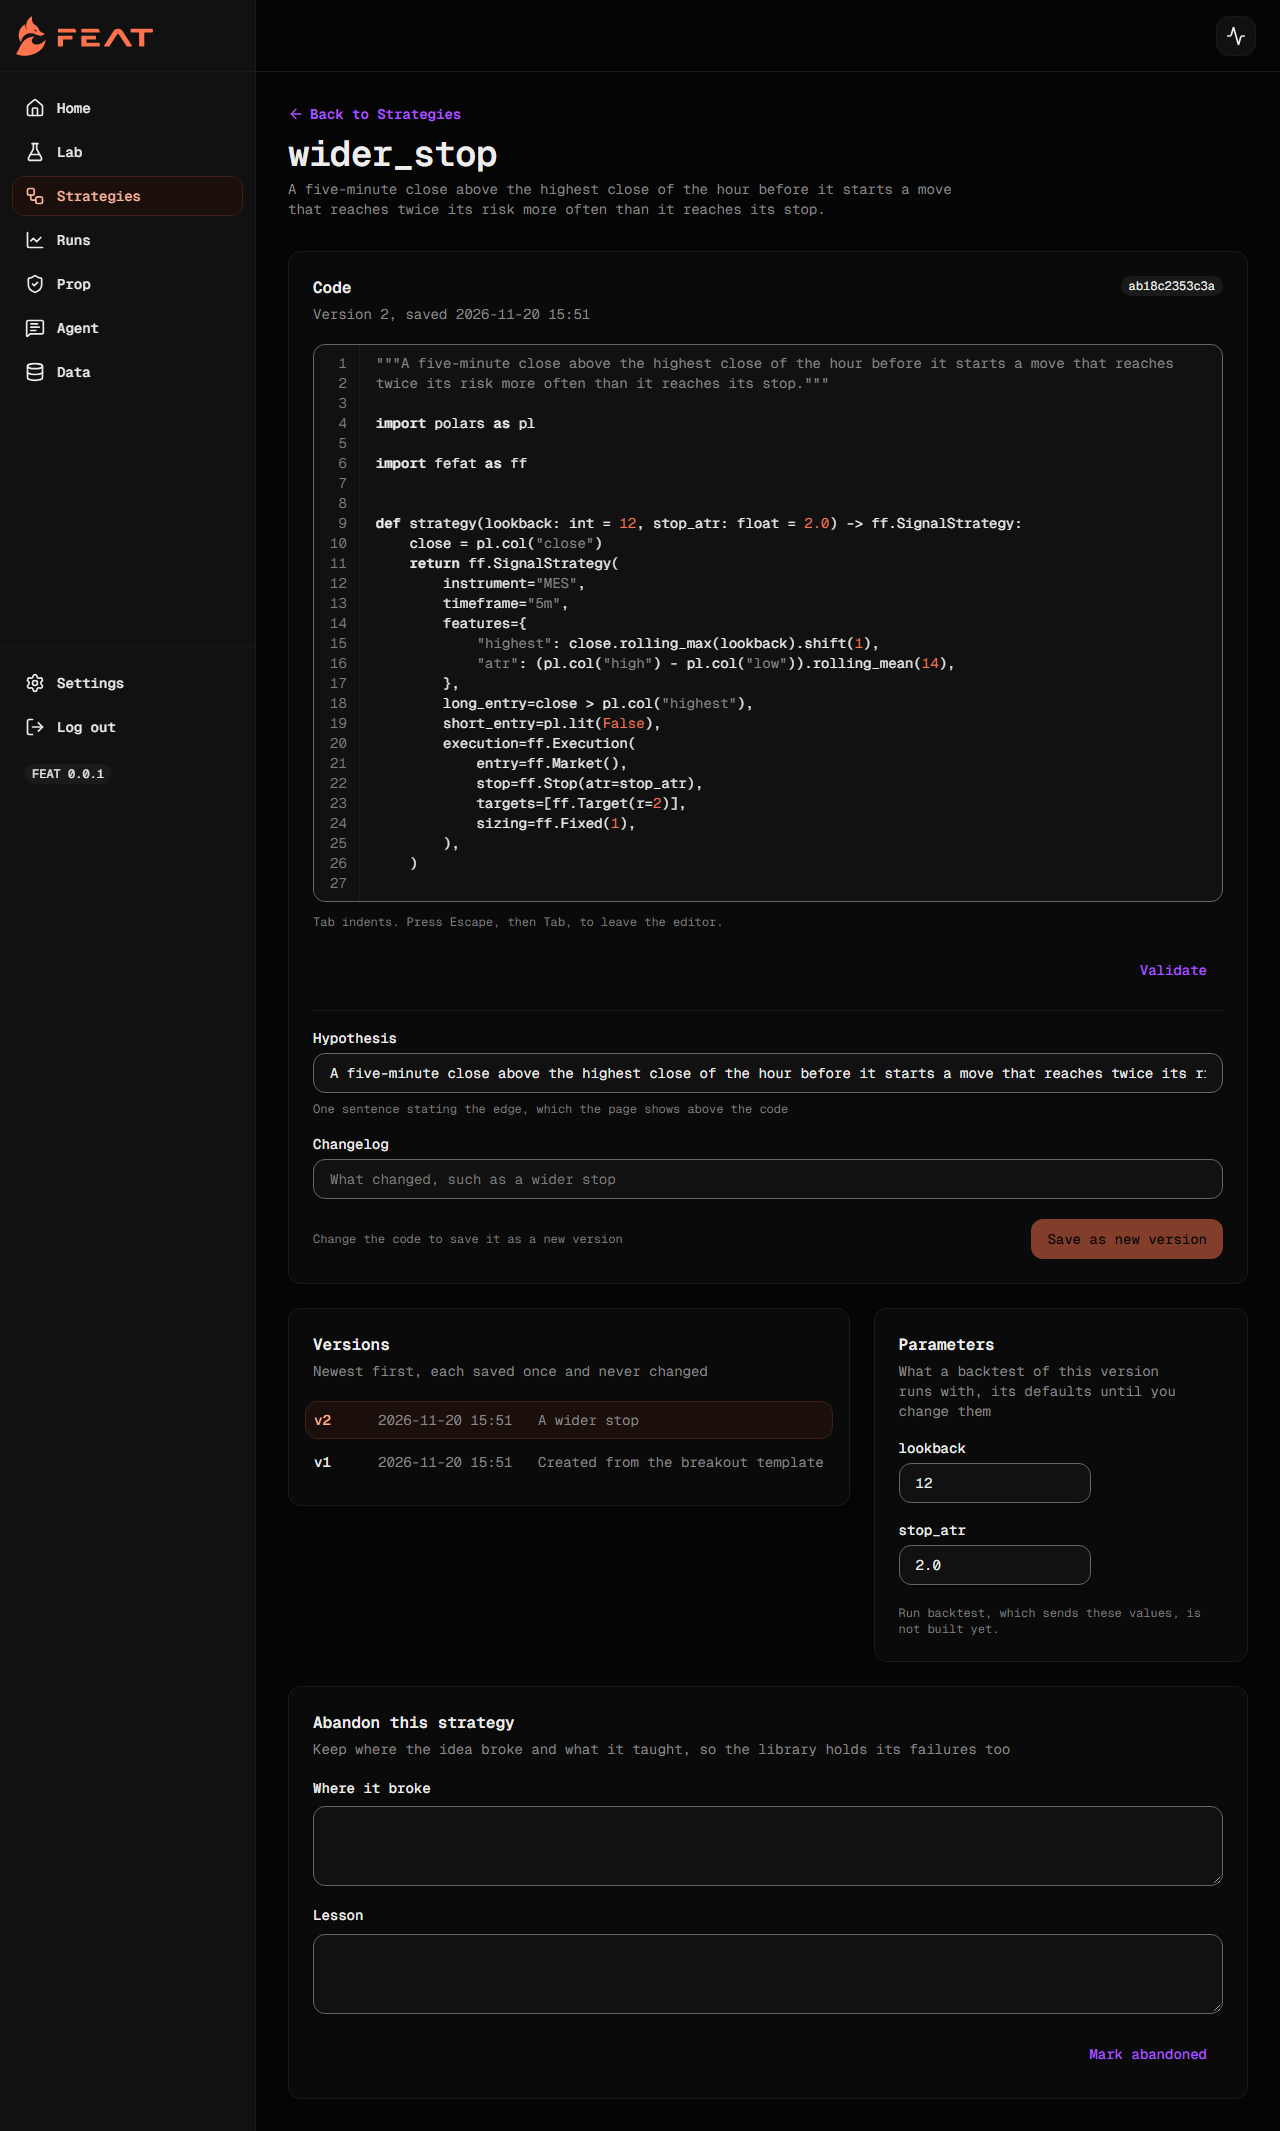 FEAT
Home
Lab
Strategies
Runs
Prop
Agent
Data
Settings
Log out
FEAT 0.0.1
Back to Strategies
wider_stop
A five-minute close above the highest close of the hour before it starts a move
that reaches twice its risk more often than it reaches its stop.
Code
ab18c2353c3a
Version 2, saved 2026-11-20 15:51
1 """A five-minute close above the highest close of the hour before it starts a move that reaches
2 twice its risk more often than it reaches its stop."""
3
4 import polars as pl
5
6 import fefat as ff
7
8
9 def strategy(lookback: int = 12, stop_atr: float = 2.0) -> ff.SignalStrategy:
10     close = pl.col("close")
11     return ff.SignalStrategy(
12         instrument="MES",
13         timeframe="5m",
14         features={
15             "highest": close.rolling_max(lookback).shift(1),
16             "atr": (pl.col("high") - pl.col("low")).rolling_mean(14),
17         },
18         long_entry=close > pl.col("highest"),
19         short_entry=pl.lit(False),
20         execution=ff.Execution(
21             entry=ff.Market(),
22             stop=ff.Stop(atr=stop_atr),
23             targets=[ff.Target(r=2)],
24             sizing=ff.Fixed(1),
25         ),
26     )
27
Tab indents. Press Escape, then Tab, to leave the editor.
Validate
Hypothesis
A five-minute close above the highest close of the hour before it starts a move that reaches twice its ri
One sentence stating the edge, which the page shows above the code
Changelog
What changed, such as a wider stop
Change the code to save it as a new version
Save as new version
Versions
Newest first, each saved once and never changed
v2 2026-11-20 15:51 A wider stop
v1 2026-11-20 15:51 Created from the breakout template
Parameters
What a backtest of this version
runs with, its defaults until you
change them
lookback
12
stop_atr
2.0
Run backtest, which sends these values, is
not built yet.
Abandon this strategy
Keep where the idea broke and what it taught, so the library holds its failures too
Where it broke
Lesson
Mark abandoned